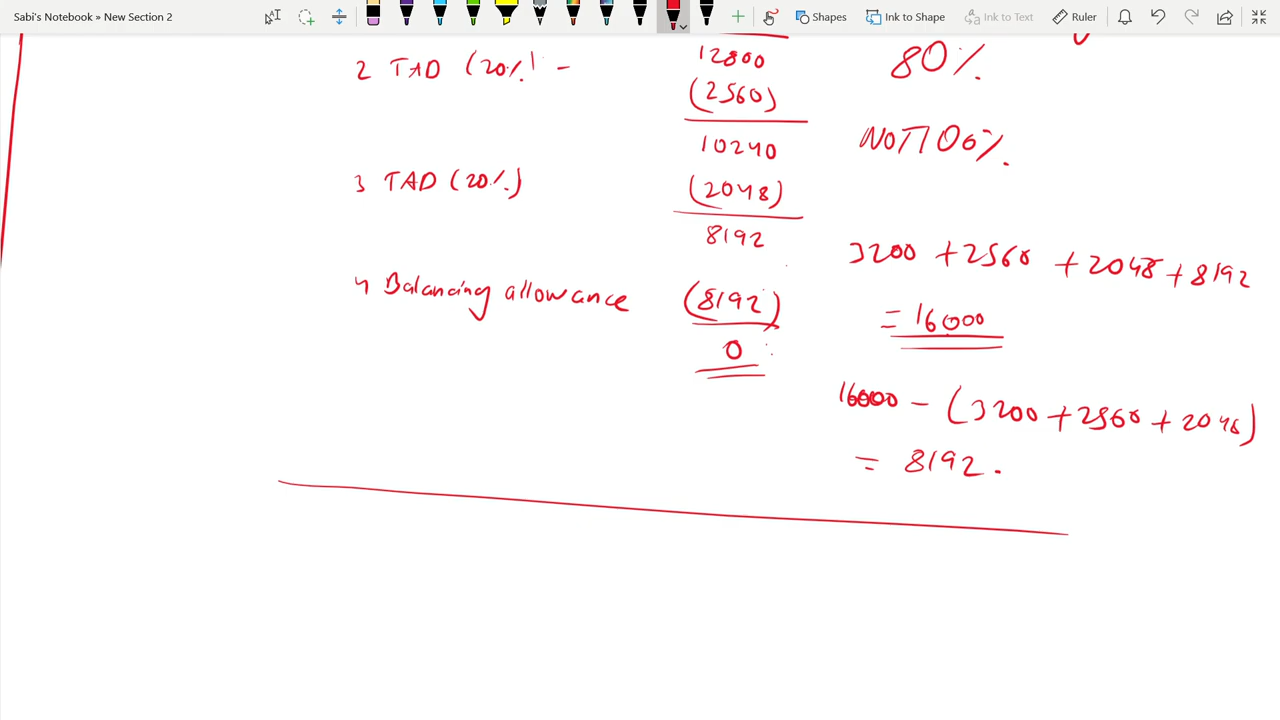 Sabi's Notebook » New Section 2
Shapes
Ink to Shape
Ink to Text
Ruler
12800
2 TAD (20%) -
80%
(2560)
10240
NOT 100%.
3 TAD (20%)
(2048)
8192
3200 + 2560 + 2048 + 8192
4 Balancing allowance
(8192)
= 16000
0
16000 - (3200 + 2560 + 2048)
= 8192.